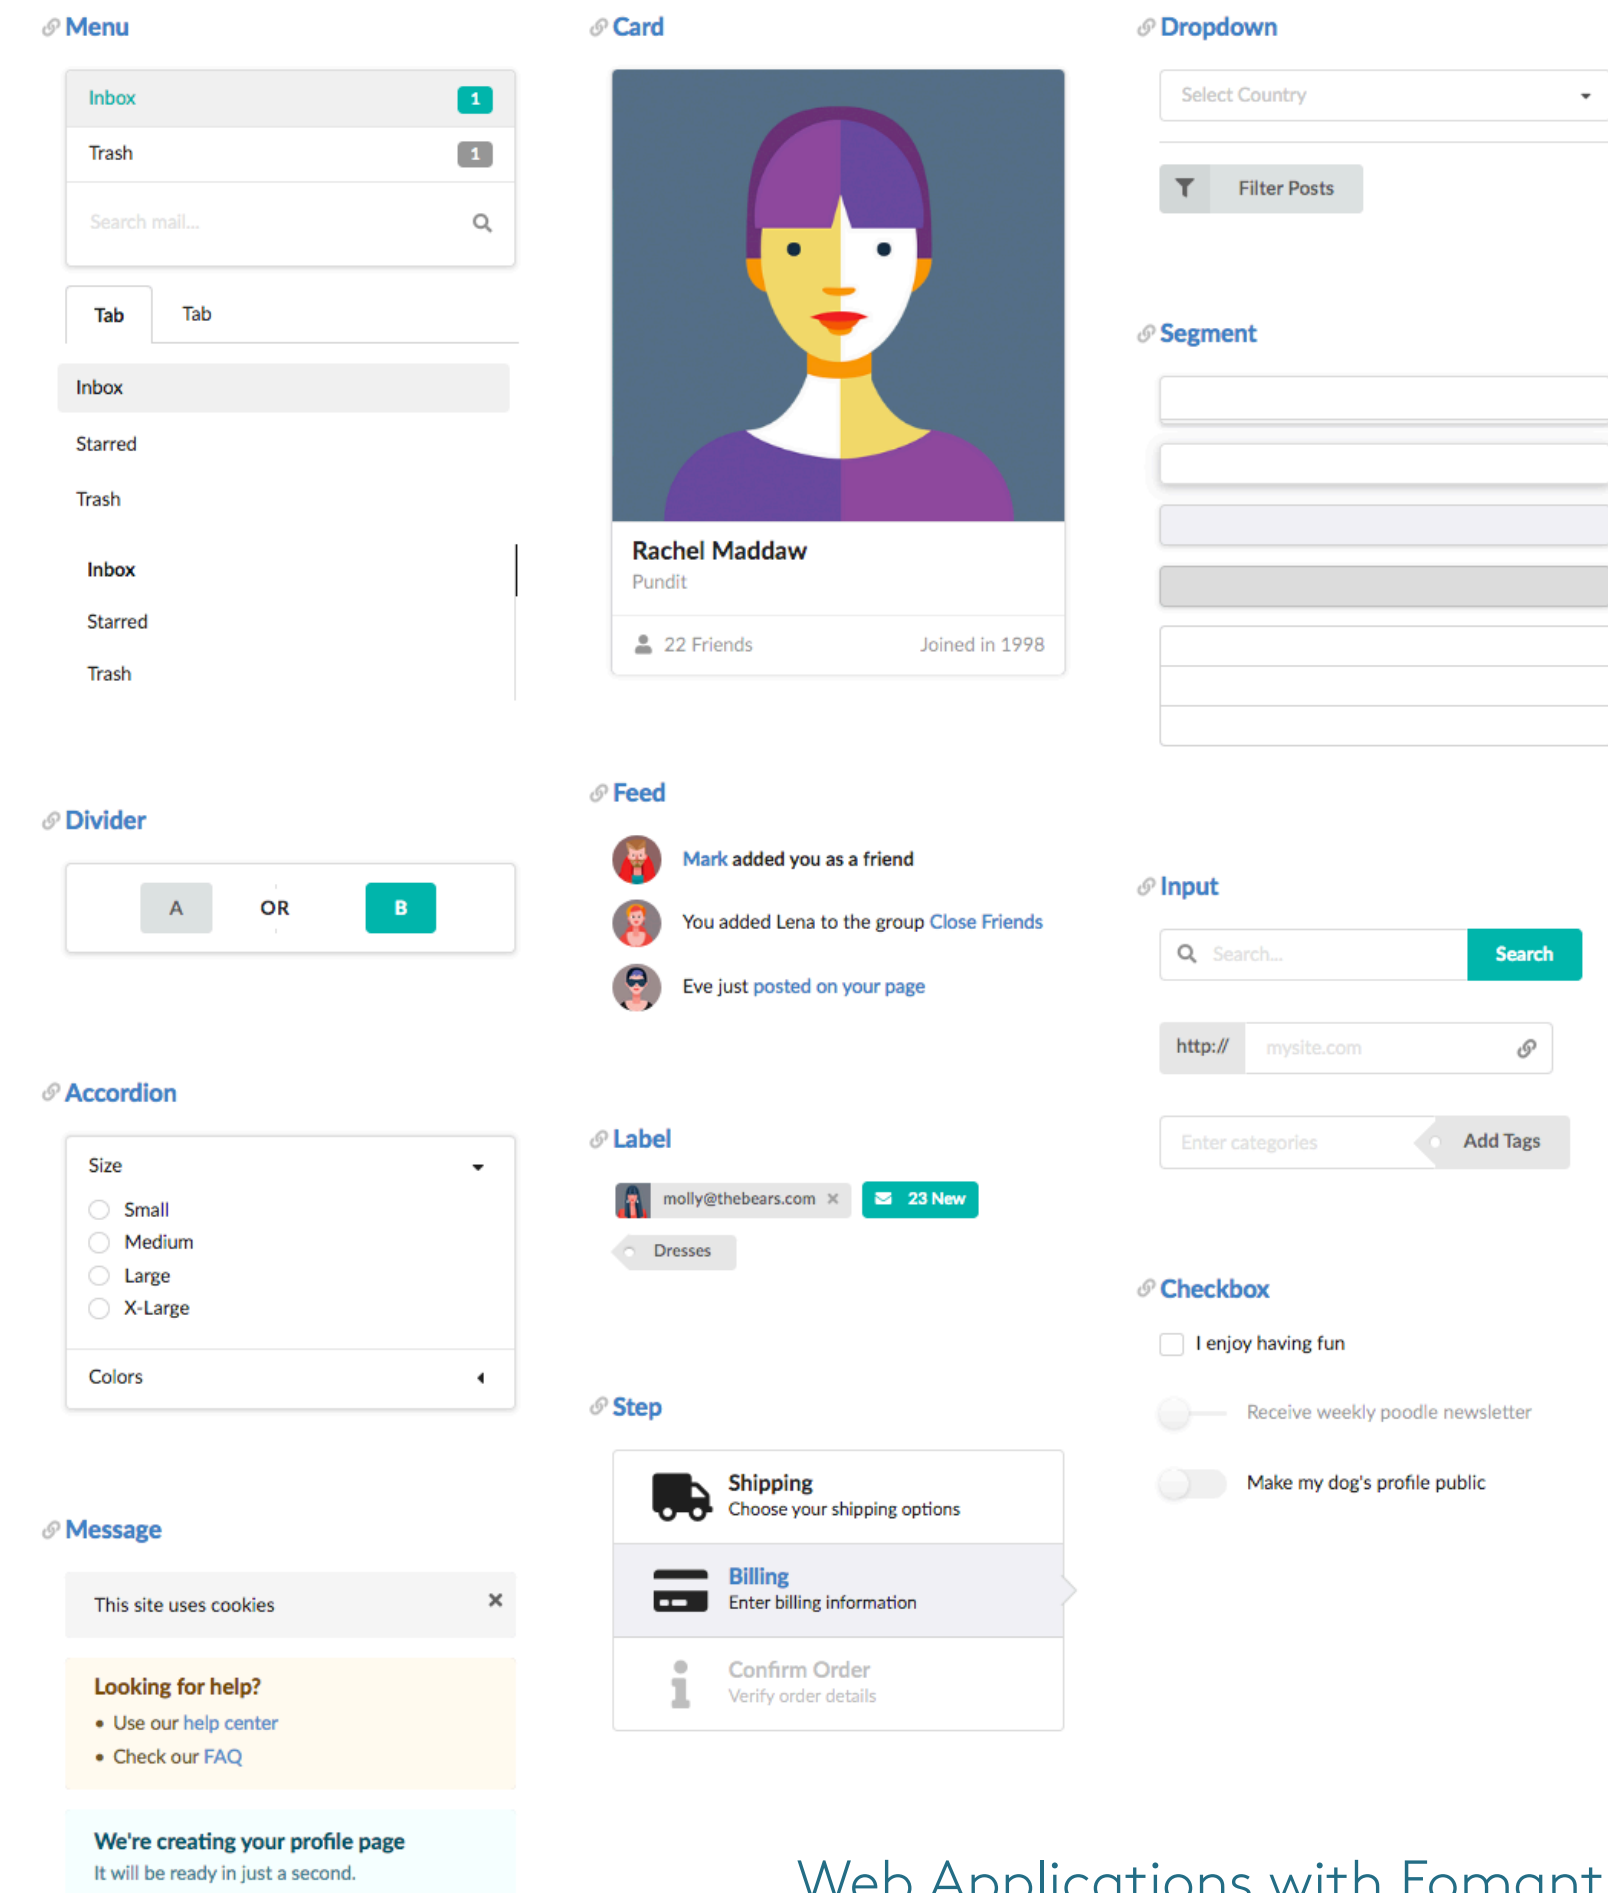 Menu
Inbox 1
Trash 1
Search mail...
Tab Tab
Inbox
Starred
Trash
Inbox
Starred
Trash
Divider
A OR B
Accordion
Size
Small
Medium
Large
X-Large
Colors
Message
This site uses cookies
Looking for help?
• Use our help center
• Check our FAQ
We're creating your profile page
It will be ready in just a second.
Card
Rachel Maddaw
Pundit
22 Friends Joined in 1998
Feed
Mark added you as a friend
You added Lena to the group Close Friends
Eve just posted on your page
Label
molly@thebears.com 23 New
Dresses
Step
Shipping
Choose your shipping options
Billing
Enter billing information
Confirm Order
Verify order details
Dropdown
Select Country
Filter Posts
Segment
Input
Search... Search
http:// mysite.com
Enter categories Add Tags
Checkbox
I enjoy having fun
Receive weekly poodle newsletter
Make my dog's profile public
Web Applications with Fomant